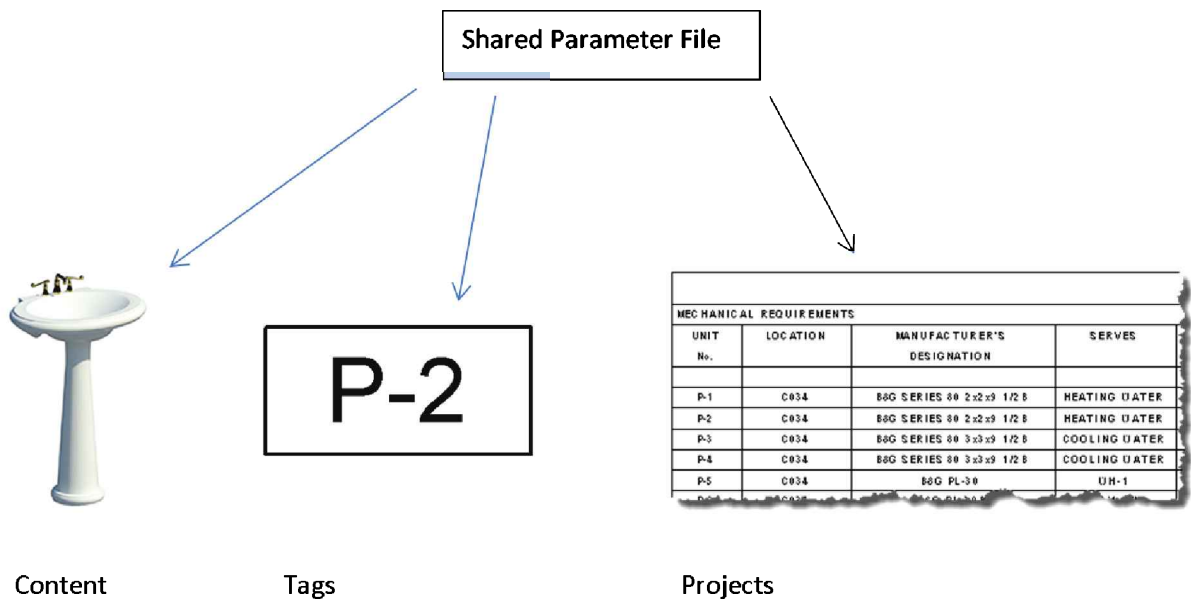 Shared Parameter File
P-2
MECHANICAL REQUIREMENTS
UNIT No. LOCATION MANUFACTURER'S DESIGNATION SERVES
P-1 C034 B&G SERIES 80 2x2x9 1/2 B HEATING WATER
P-2 C034 B&G SERIES 80 2x2x9 1/2 B HEATING WATER
P-3 C034 B&G SERIES 80 3x3x9 1/2 B COOLING WATER
P-4 C034 B&G SERIES 80 3x3x9 1/2 B COOLING WATER
P-5 C034 B&G PL-30 UH-1
Content Tags Projects